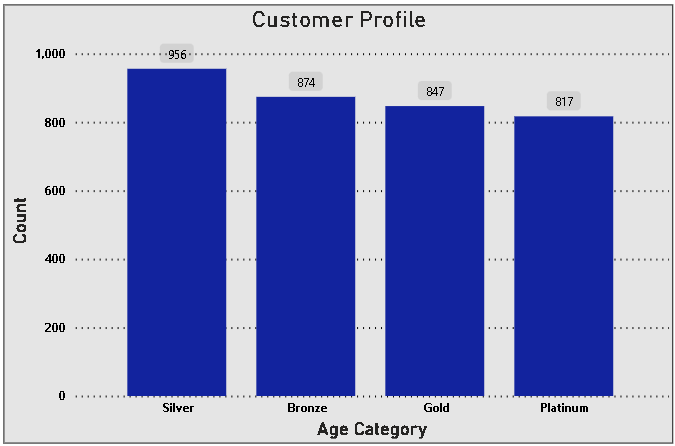 Customer Profile
1,000
800
600
400
200
0
Count
956
874
847
817
Silver
Bronze
Gold
Platinum
Age Category